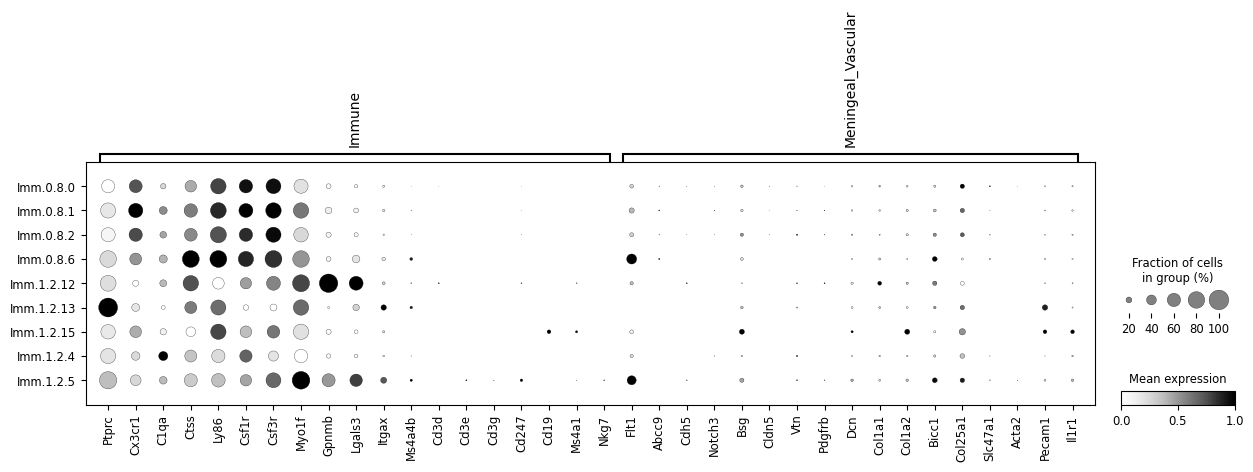 Immune
Meningeal_Vascular
Imm.0.8.0
Imm.0.8.1
Imm.0.8.2
Imm.0.8.6
Imm.1.2.12
Imm.1.2.13
Imm.1.2.15
Imm.1.2.4
Imm.1.2.5
Ptprc
Cx3cr1
C1qa
Ctss
Ly86
Csf1r
Csf3r
Myo1f
Gpnmb
Lgals3
Itgax
Ms4a4b
Cd3d
Cd3e
Cd3g
Cd247
Cd19
Ms4a1
Nkg7
Flt1
Abcc9
Cdh5
Notch3
Bsg
Cldn5
Vtn
Pdgfrb
Dcn
Col1a1
Col1a2
Bicc1
Col25a1
Slc47a1
Acta2
Pecam1
Il1r1
Fraction of cells
in group (%)
20 40 60 80 100
Mean expression
0.0 0.5 1.0